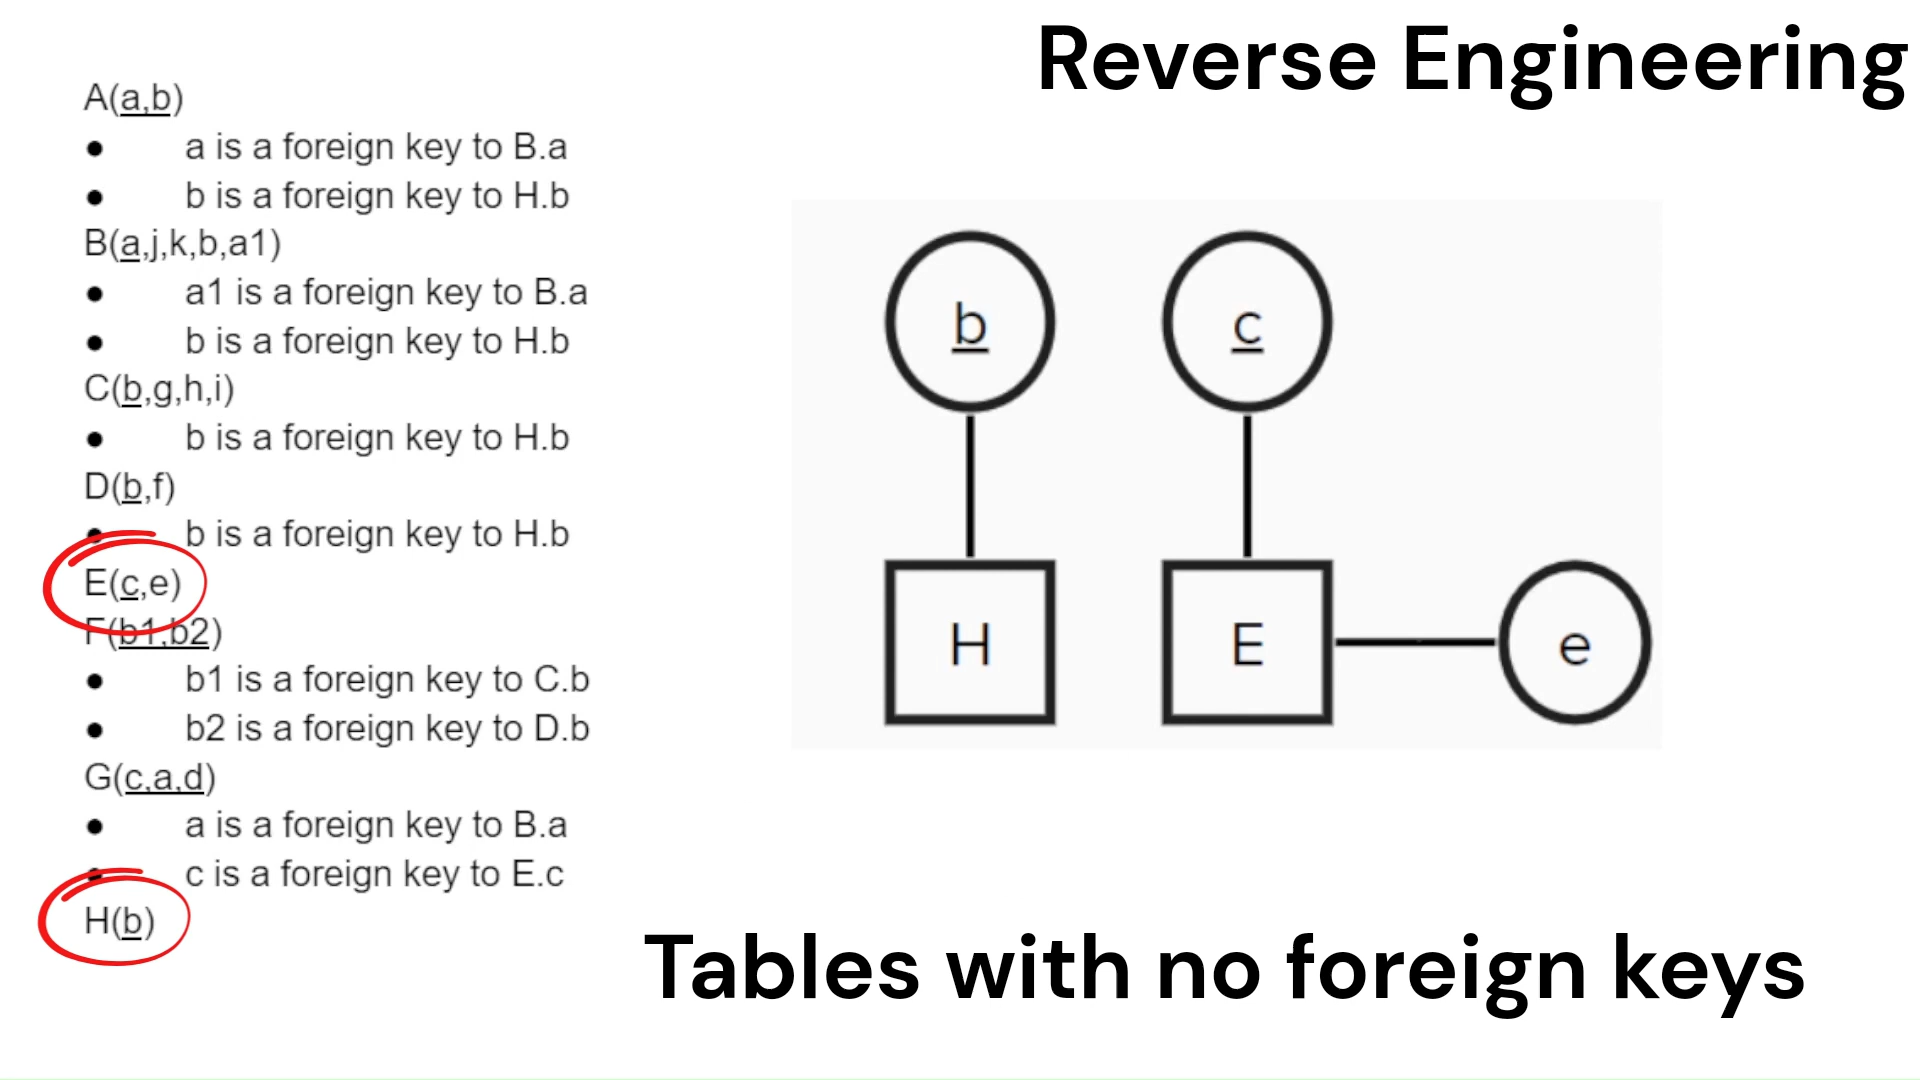 Reverse Engineering
A(a,b)
● a is a foreign key to B.a
● b is a foreign key to H.b
B(a,j,k,b,a1)
● a1 is a foreign key to B.a
● b is a foreign key to H.b
C(b,g,h,i)
● b is a foreign key to H.b
D(b,f)
● b is a foreign key to H.b
E(c,e)
F(b1,b2)
● b1 is a foreign key to C.b
● b2 is a foreign key to D.b
G(c,a,d)
● a is a foreign key to B.a
● c is a foreign key to E.c
H(b)
b c
H E e
Tables with no foreign keys